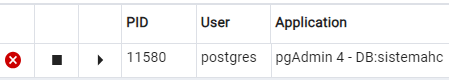 PID User Application
11580 postgres pgAdmin 4 - DB:sistemahc